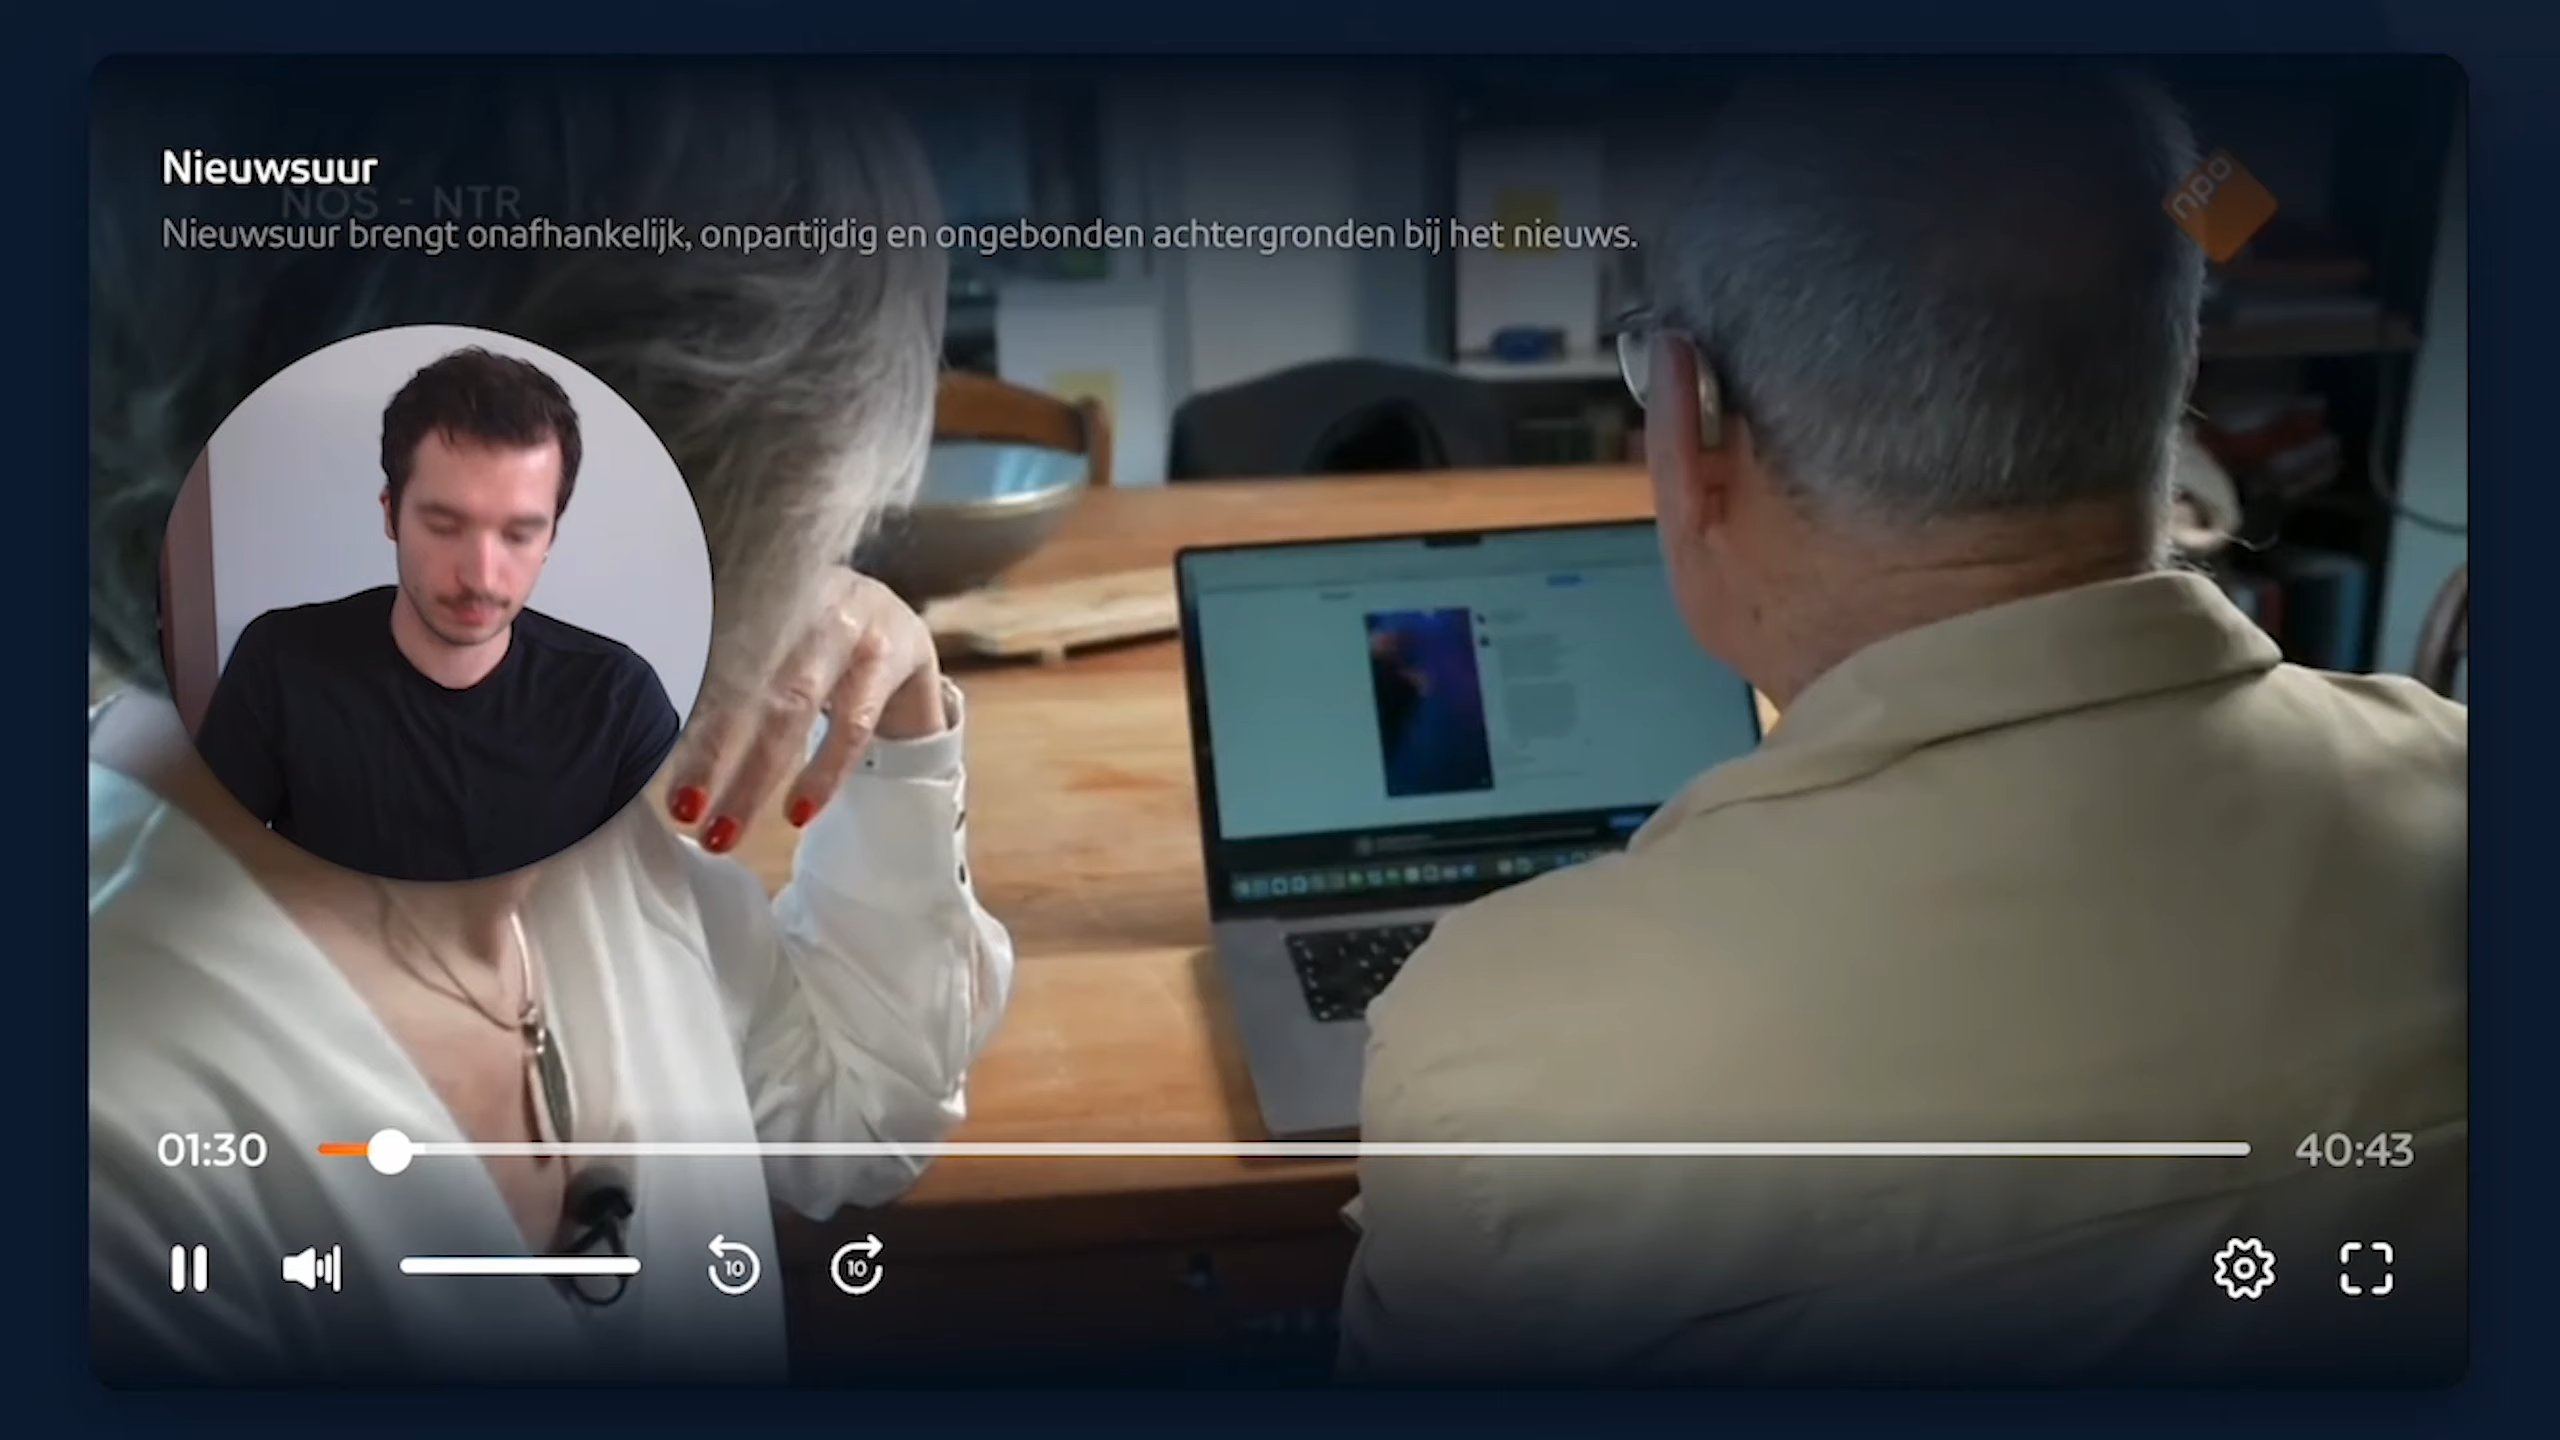 Nieuwsuur
NOS - NTR
Nieuwsuur brengt onafhankelijk, onpartijdig en ongebonden achtergronden bij het nieuws.
npo
01:30
40:43
10
10